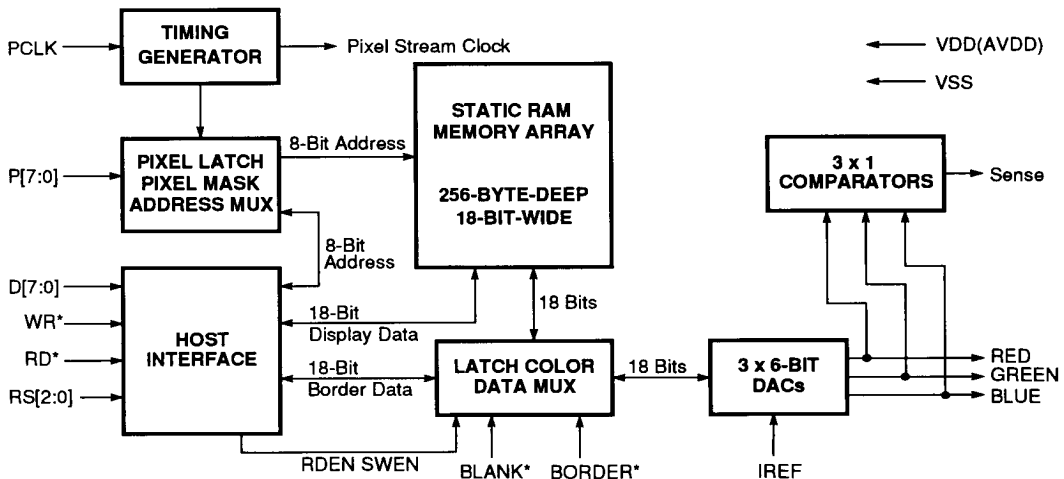 PCLK
TIMING
GENERATOR
Pixel Stream Clock
VDD(AVDD)
VSS
STATIC RAM
MEMORY ARRAY
256-BYTE-DEEP
18-BIT-WIDE
8-Bit Address
P[7:0]
PIXEL LATCH
PIXEL MASK
ADDRESS MUX
3 x 1
COMPARATORS
Sense
8-Bit
Address
D[7:0]
WR*
RD*
RS[2:0]
HOST
INTERFACE
18-Bit
Display Data
18 Bits
18-Bit
Border Data
LATCH COLOR
DATA MUX
18 Bits
3 x 6-BIT
DACs
RED
GREEN
BLUE
RDEN SWEN
BLANK*
BORDER*
IREF